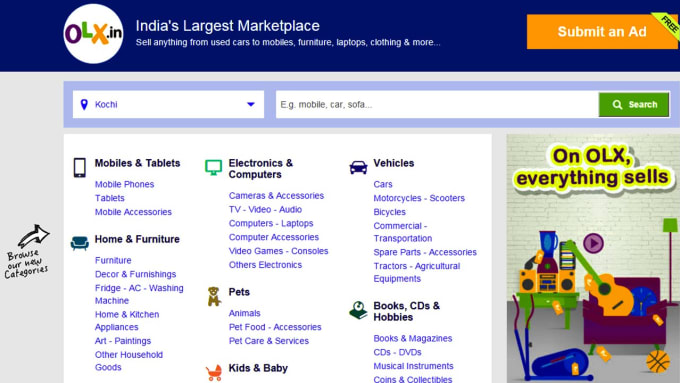 OLX.in
India's Largest Marketplace
Sell anything from used cars to mobiles, furniture, laptops, clothing & more...
Submit an Ad
FREE
Kochi
E.g. mobile, car, sofa...
Search
Browse
our new
Categories
Mobiles & Tablets
Mobile Phones
Tablets
Mobile Accessories
Home & Furniture
Furniture
Decor & Furnishings
Fridge - AC - Washing
Machine
Home & Kitchen
Appliances
Art - Paintings
Other Household
Goods
Electronics &
Computers
Cameras & Accessories
TV - Video - Audio
Computers - Laptops
Computer Accessories
Video Games - Consoles
Others Electronics
Pets
Animals
Pet Food - Accessories
Pet Care & Services
Kids & Baby
Vehicles
Cars
Motorcycles - Scooters
Bicycles
Commercial -
Transportation
Spare Parts - Accessories
Tractors - Agricultural
Equipments
Books, CDs &
Hobbies
Books & Magazines
CDs - DVDs
Musical Instruments
Coins & Collectibles
On OLX,
everything sells